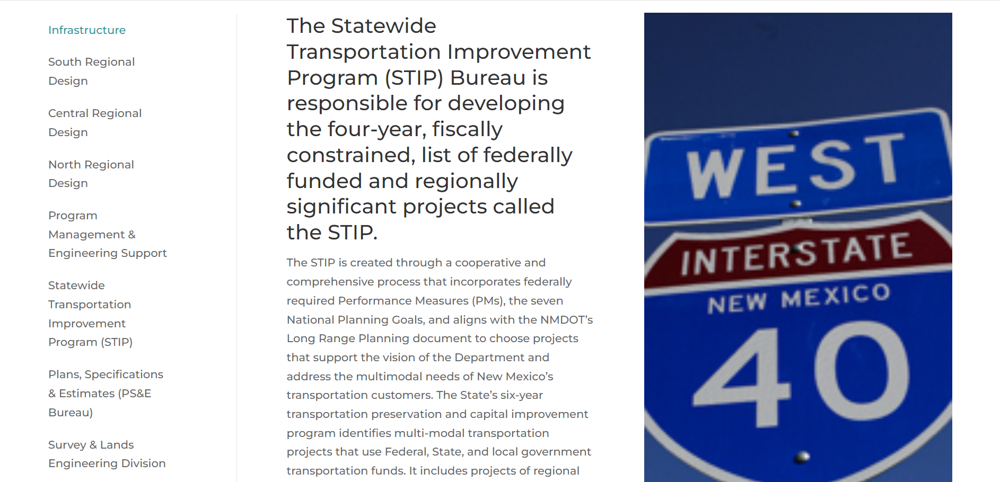 Infrastructure
South Regional
Design
Central Regional
Design
North Regional
Design
Program
Management &
Engineering Support
Statewide
Transportation
Improvement
Program (STIP)
Plans, Specifications
& Estimates (PS&E
Bureau)
Survey & Lands
Engineering Division
The Statewide
Transportation Improvement
Program (STIP) Bureau is
responsible for developing
the four-year, fiscally
constrained, list of federally
funded and regionally
significant projects called
the STIP.
The STIP is created through a cooperative and
comprehensive process that incorporates federally
required Performance Measures (PMs), the seven
National Planning Goals, and aligns with the NMDOT’s
Long Range Planning document to choose projects
that support the vision of the Department and
address the multimodal needs of New Mexico’s
transportation customers. The State’s six-year
transportation preservation and capital improvement
program identifies multi-modal transportation
projects that use Federal, State, and local government
transportation funds. It includes projects of regional
WEST
INTERSTATE
NEW MEXICO
40